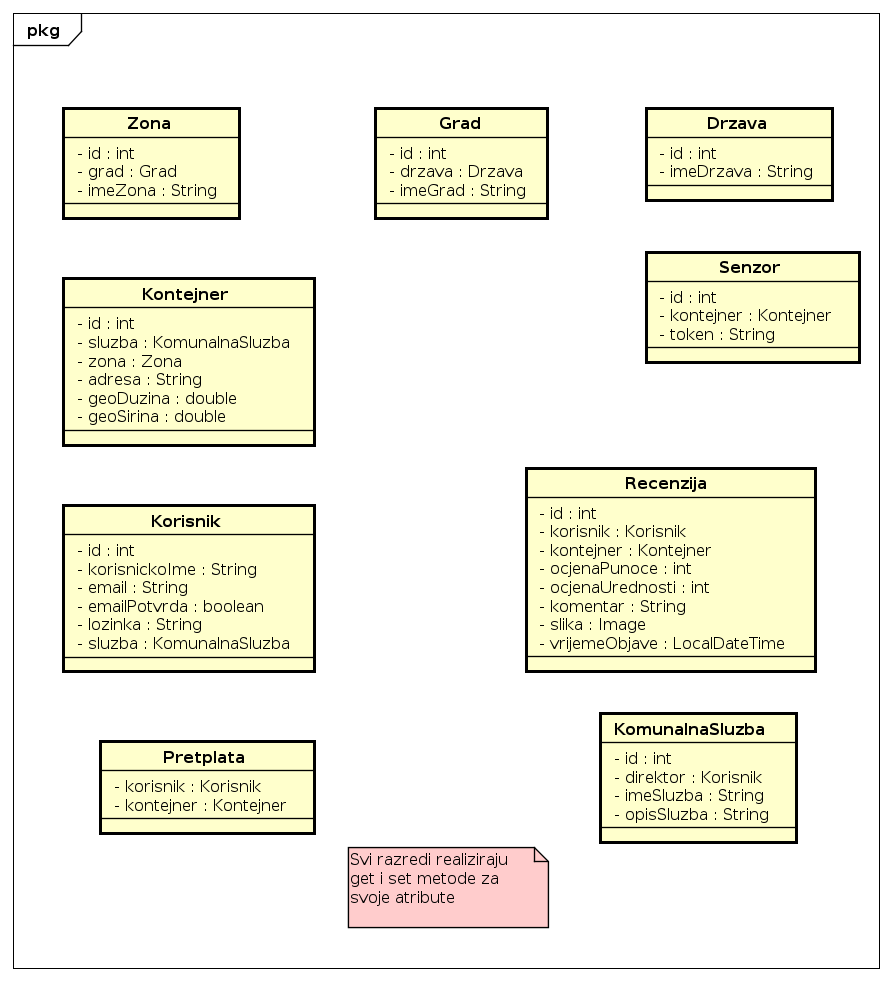 pkg
Zona
- id : int
- grad : Grad
- imeZona : String
Grad
- id : int
- drzava : Drzava
- imeGrad : String
Drzava
- id : int
- imeDrzava : String
Senzor
- id : int
- kontejner : Kontejner
- token : String
Kontejner
- id : int
- sluzba : KomunalnaSluzba
- zona : Zona
- adresa : String
- geoDuzina : double
- geoSirina : double
Recenzija
- id : int
- korisnik : Korisnik
- kontejner : Kontejner
- ocjenaPunoce : int
- ocjenaUrednosti : int
- komentar : String
- slika : Image
- vrijemeObjave : LocalDateTime
Korisnik
- id : int
- korisnickoIme : String
- email : String
- emailPotvrda : boolean
- lozinka : String
- sluzba : KomunalnaSluzba
KomunalnaSluzba
- id : int
- direktor : Korisnik
- imeSluzba : String
- opisSluzba : String
Pretplata
- korisnik : Korisnik
- kontejner : Kontejner
Svi razredi realiziraju
get i set metode za
svoje atribute